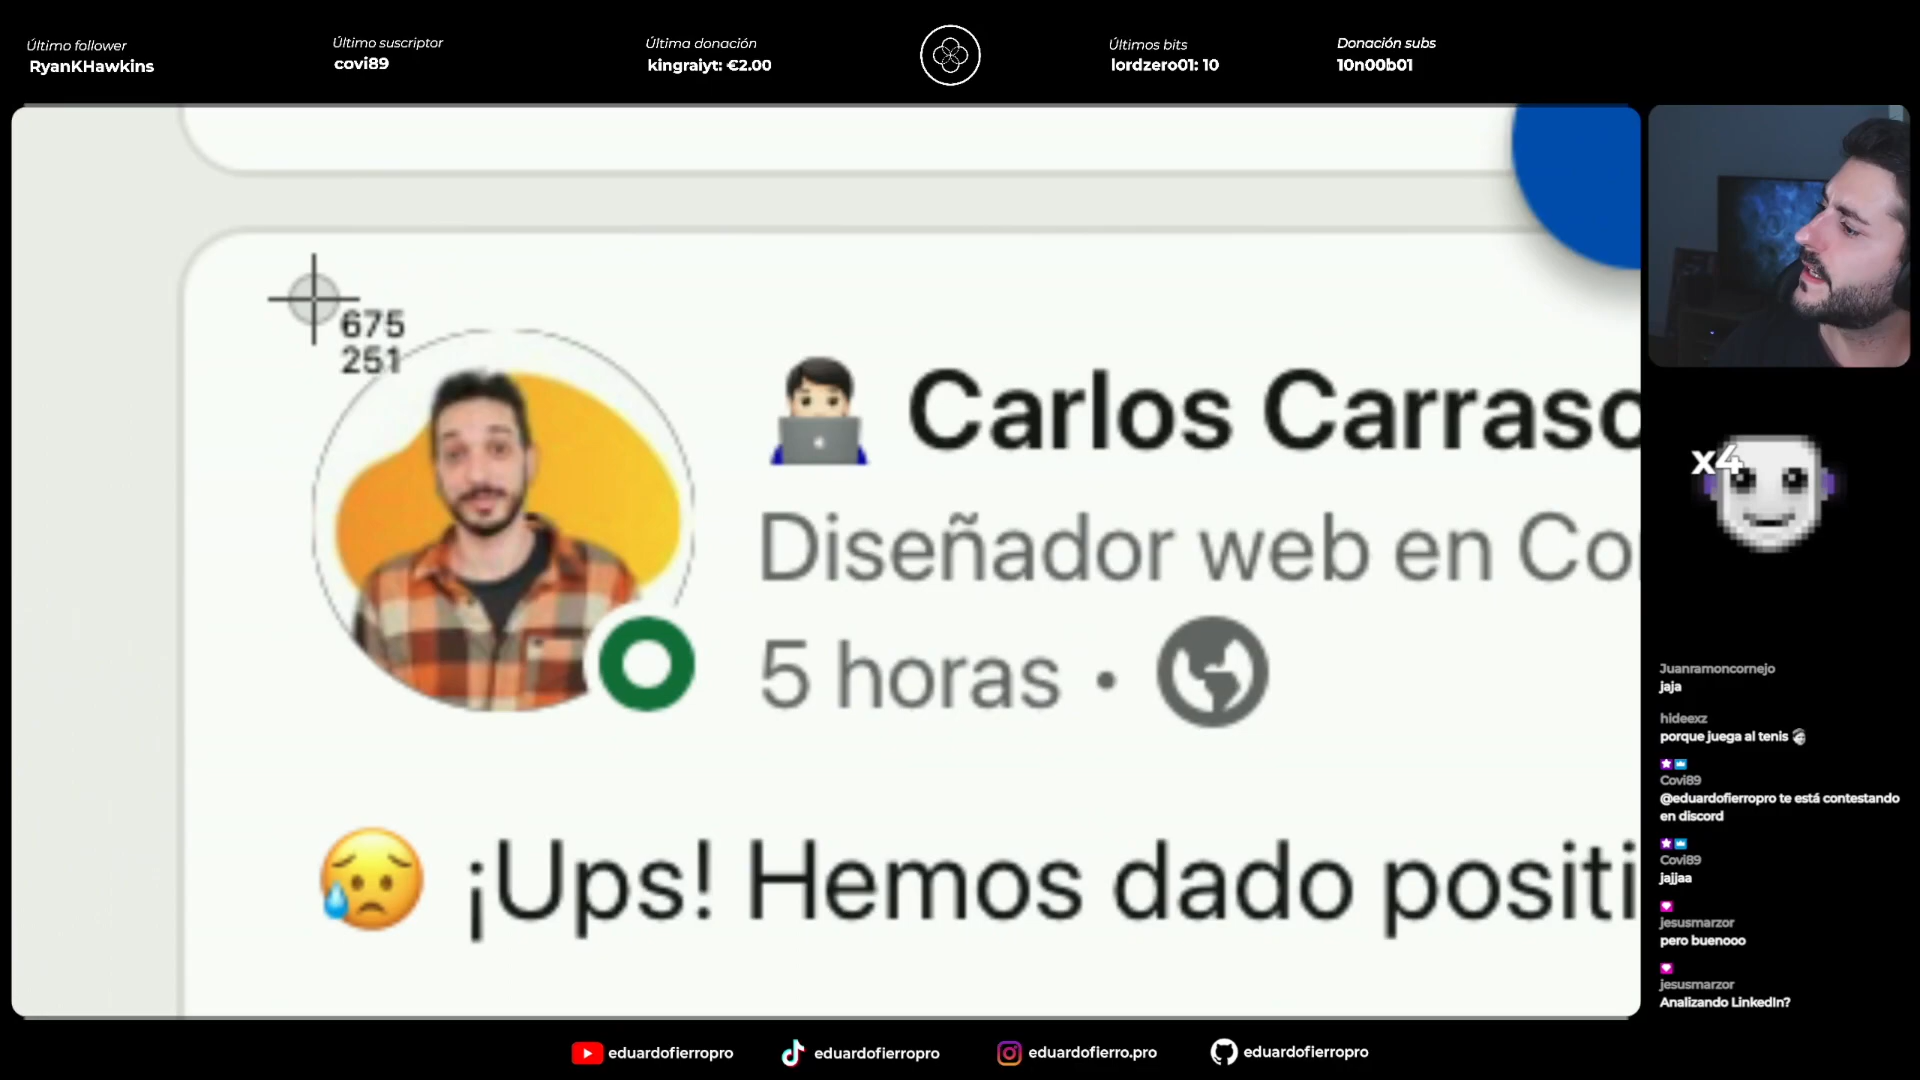 Último follower
RyanKHawkins
Último suscriptor
covi89
Última donación
kingraiyt: €2.00
Últimos bits
lordzero01: 10
Donación subs
10n00b01
675
251
Carlos Carrasc
Diseñador web en Co
5 horas •
¡Ups! Hemos dado positi
x4
Juanramoncornejo
jaja
hideexz
porque juega al tenis
Covi89
@eduardofierropro te está contestando
en discord
Covi89
jajjaa
jesusmarzor
pero buenooo
jesusmarzor
Analizando LinkedIn?
eduardofierropro
eduardofierropro
eduardofierro.pro
eduardofierropro